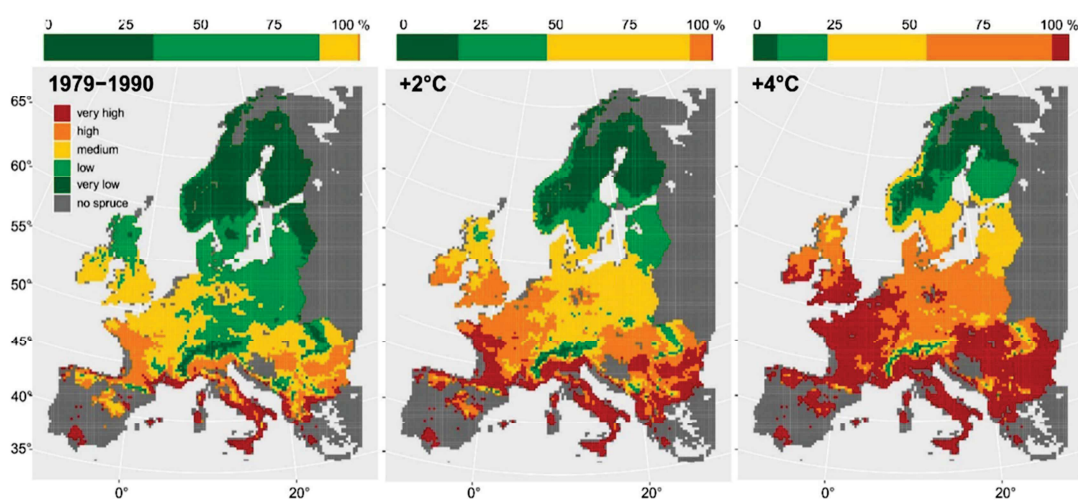 0 25 50 75 100 %
0 25 50 75 100 %
0 25 50 75 100 %
1979−1990
+2°C
+4°C
very high
high
medium
low
very low
no spruce
65°
60°
55°
50°
45°
40°
35°
0° 20°
0° 20°
0° 20°